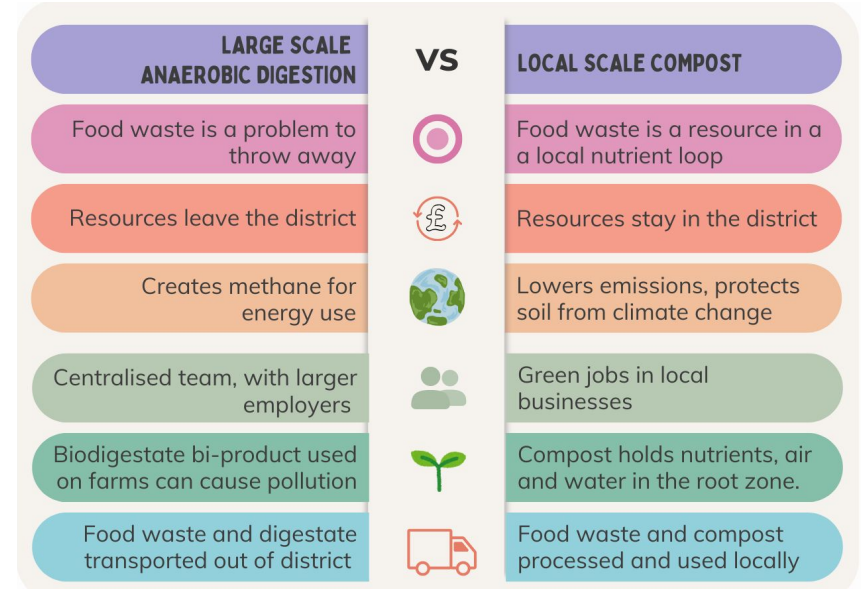 LARGE SCALE
ANAEROBIC DIGESTION
VS
LOCAL SCALE COMPOST
Food waste is a problem to
throw away
Food waste is a resource in a
a local nutrient loop
Resources leave the district
£
Resources stay in the district
Creates methane for
energy use
Lowers emissions, protects
soil from climate change
Centralised team, with larger
employers
Green jobs in local
businesses
Biodigestate bi-product used
on farms can cause pollution
Compost holds nutrients, air
and water in the root zone.
Food waste and digestate
transported out of district
Food waste and compost
processed and used locally